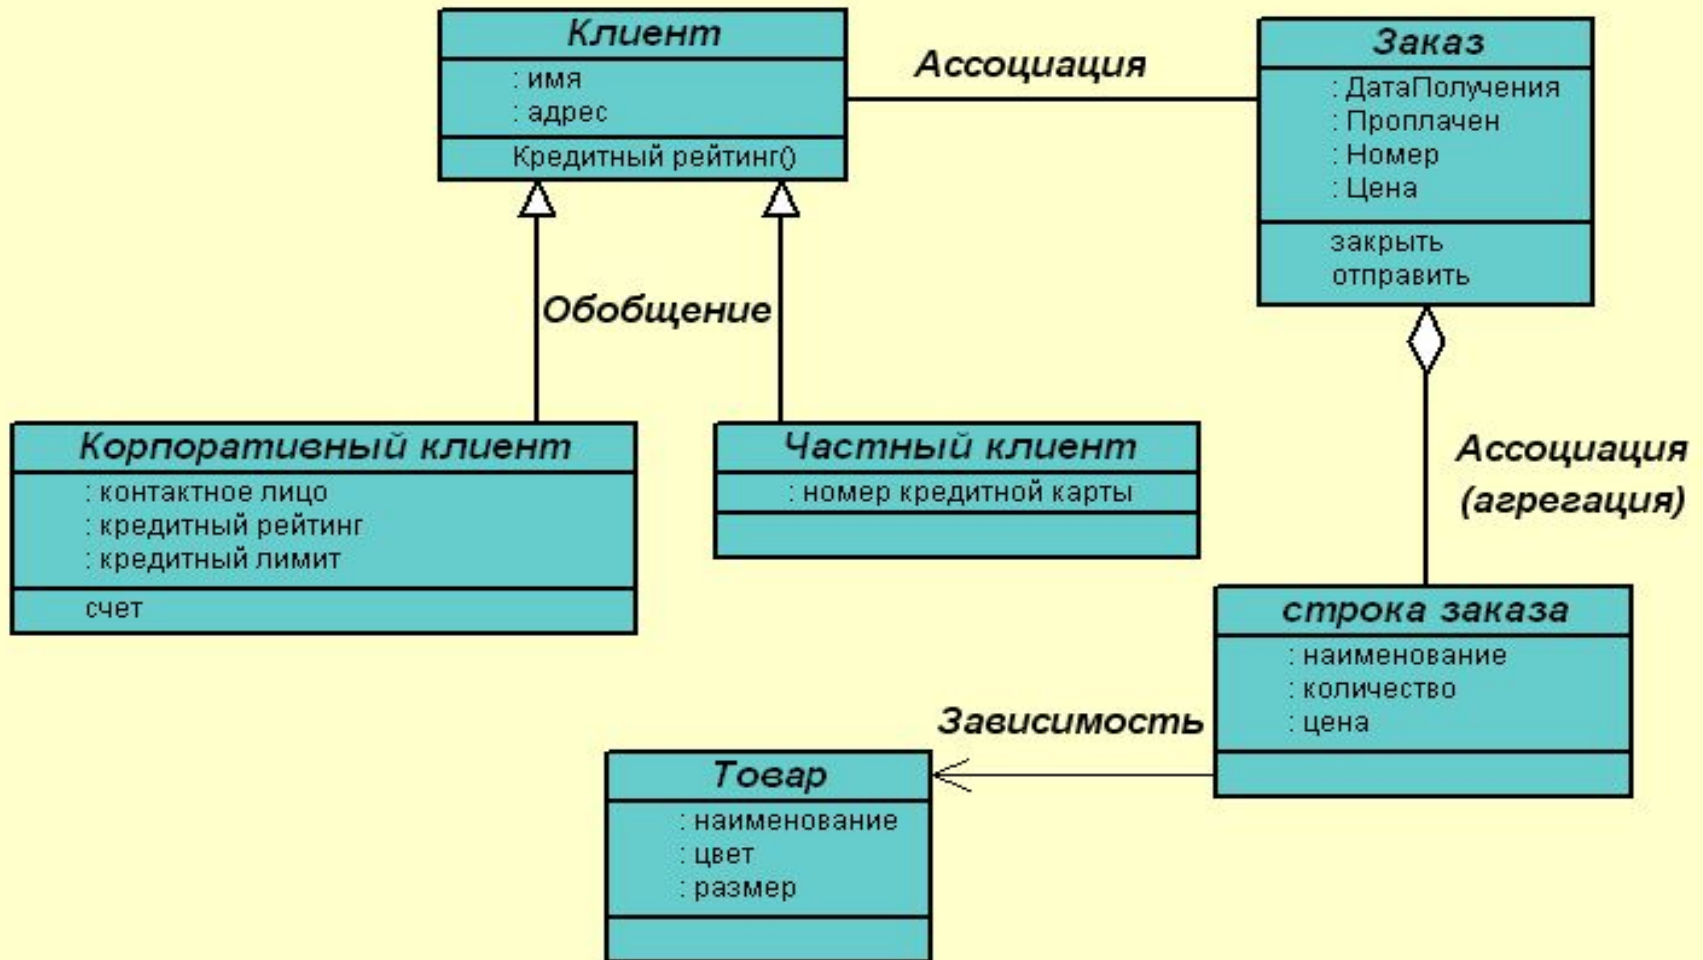 Клиент
: имя
: адрес
Кредитный рейтинг()
Ассоциация
Заказ
: ДатаПолучения
: Проплачен
: Номер
: Цена
закрыть
отправить
Обобщение
Корпоративный клиент
: контактное лицо
: кредитный рейтинг
: кредитный лимит
счет
Частный клиент
: номер кредитной карты
Ассоциация
(агрегация)
строка заказа
: наименование
: количество
: цена
Зависимость
Товар
: наименование
: цвет
: размер